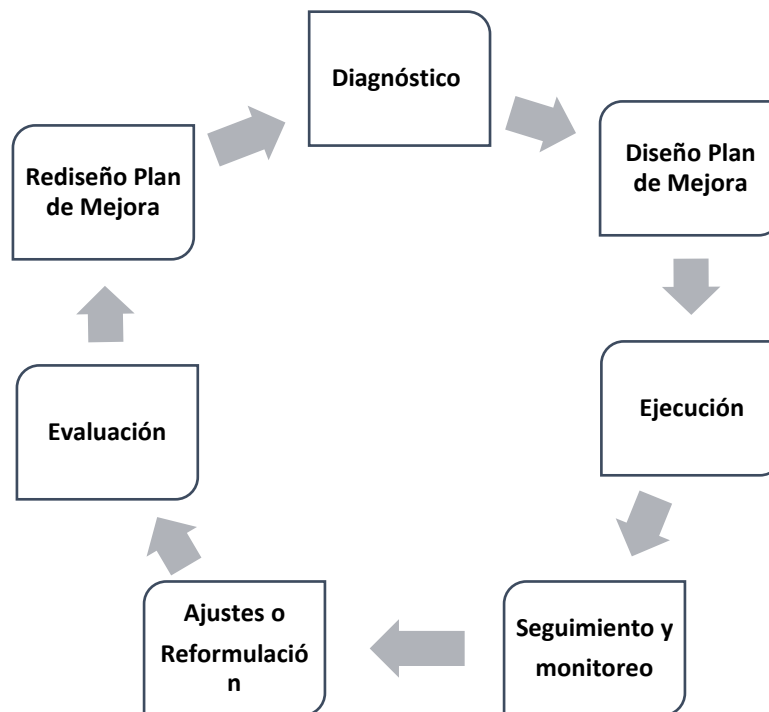 Diagnóstico
Diseño Plan
de Mejora
Ejecución
Seguimiento y
monitoreo
Ajustes o
Reformulació
n
Evaluación
Rediseño Plan
de Mejora